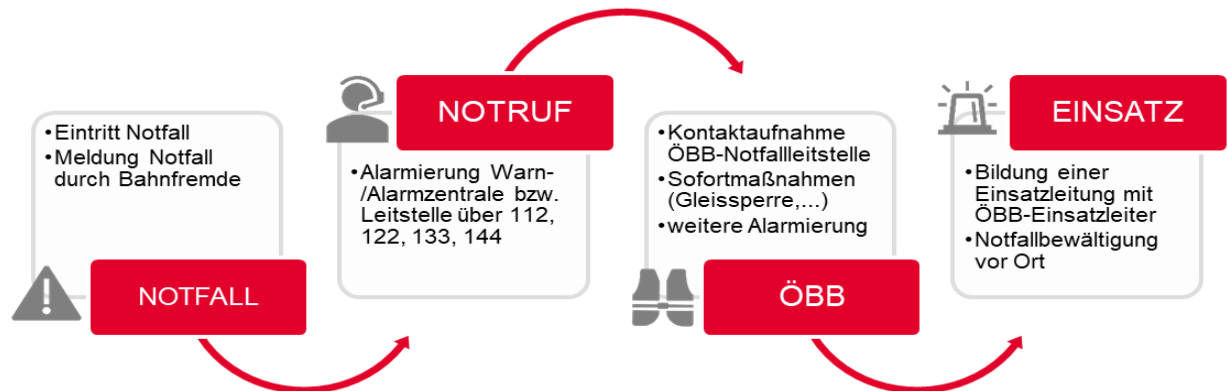 •Eintritt Notfall
•Meldung Notfall
durch Bahnfremde
NOTFALL
NOTRUF
•Alarmierung Warn-
/Alarmzentrale bzw.
Leitstelle über 112,
122, 133, 144
•Kontaktaufnahme
ÖBB-Notfallleitstelle
•Sofortmaßnahmen
(Gleissperre,...)
•weitere Alarmierung
ÖBB
EINSATZ
•Bildung einer
Einsatzleitung mit
ÖBB-Einsatzleiter
•Notfallbewältigung
vor Ort